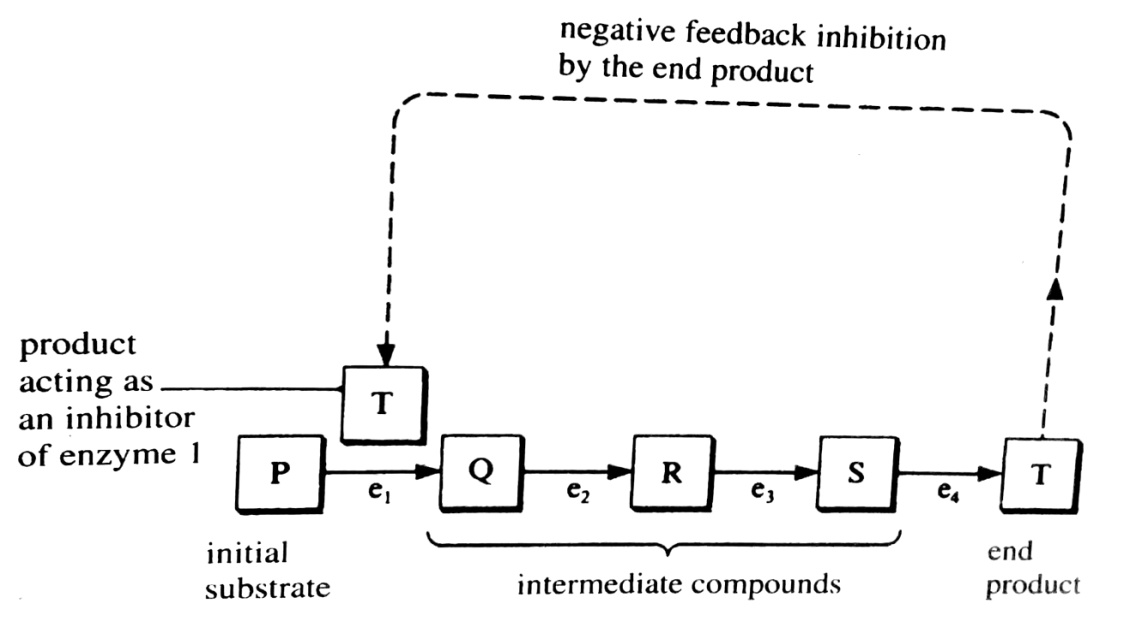 negative feedback inhibition
by the end product
product
acting as
an inhibitor
of enzyme 1
T
P
Q
R
S
T
e₁
e₂
e₃
e₄
initial
substrate
intermediate compounds
end
product